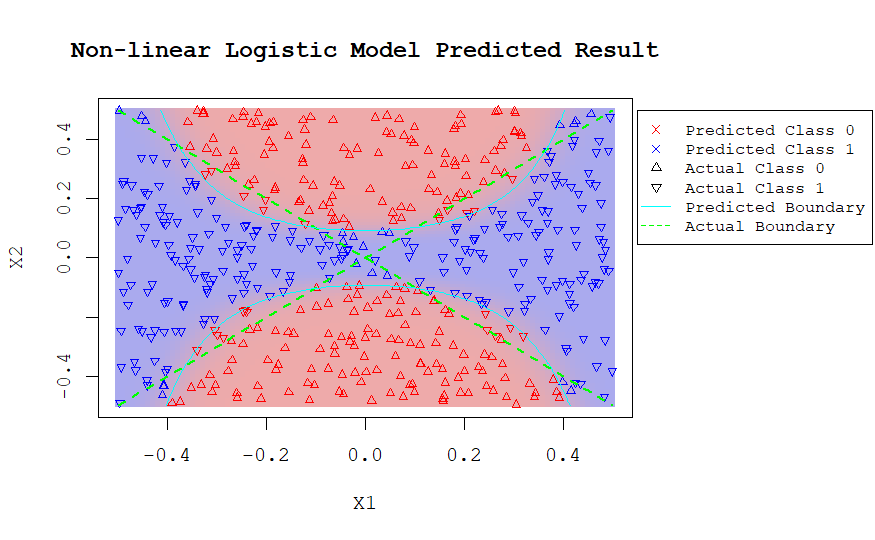 Non-linear Logistic Model Predicted Result
Predicted Class 0
Predicted Class 1
Actual Class 0
Actual Class 1
Predicted Boundary
Actual Boundary
0.4
0.2
0.0
-0.4
X2
-0.4 -0.2 0.0 0.2 0.4
X1